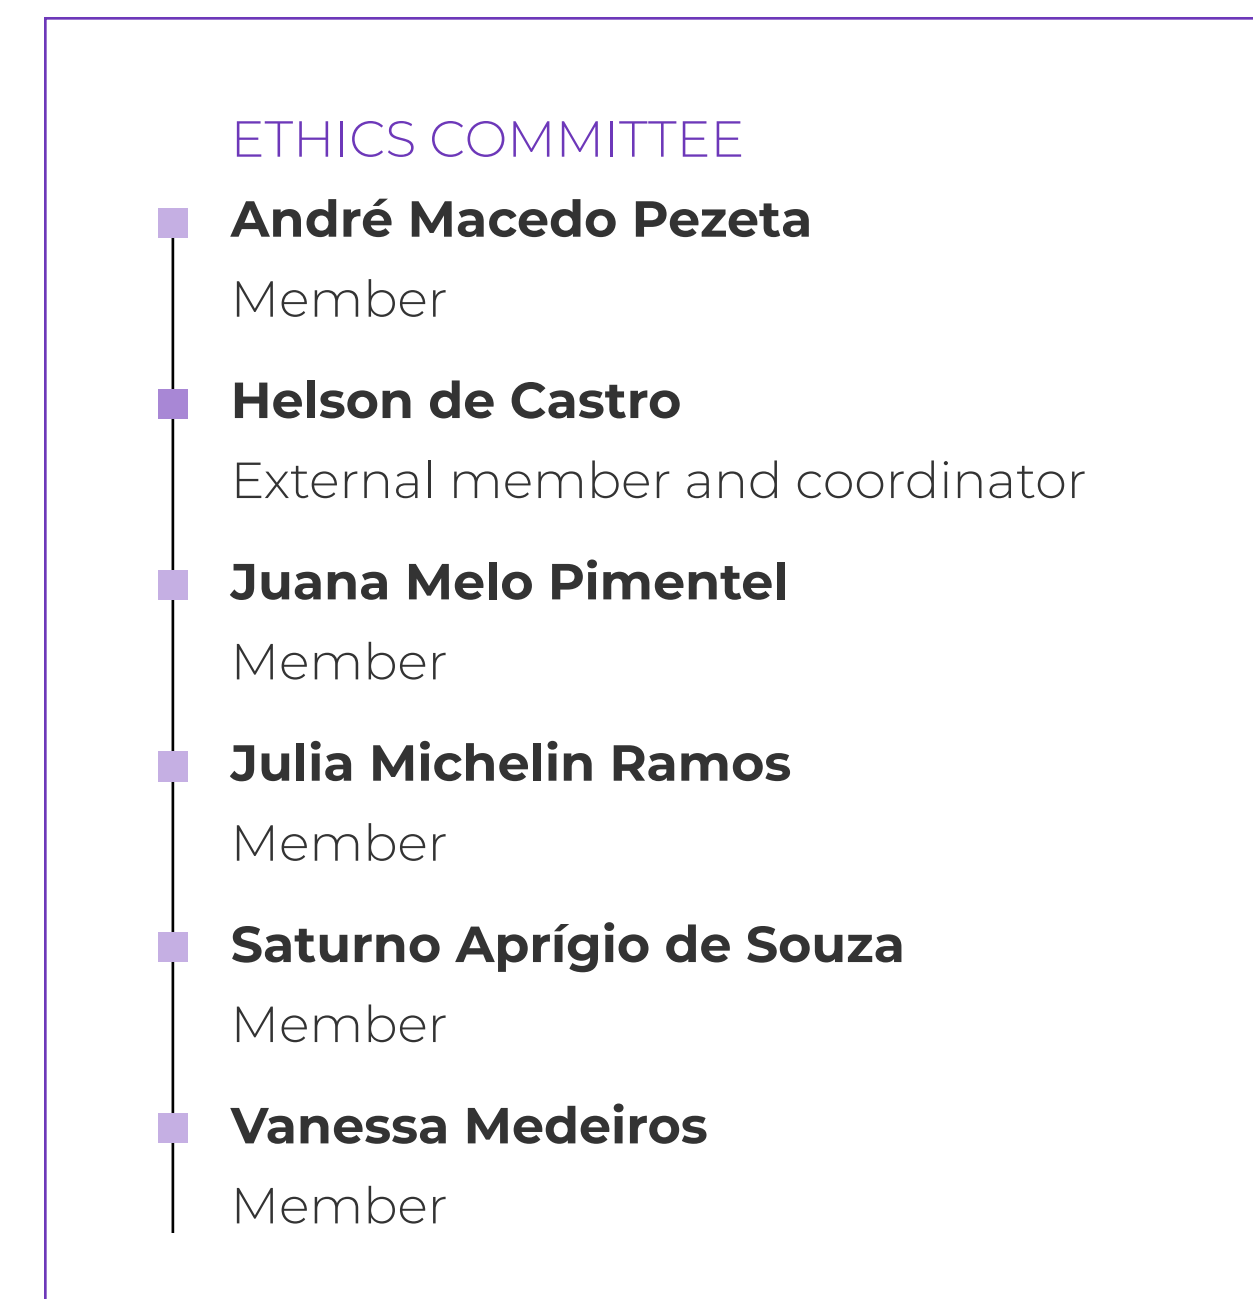 ETHICS COMMITTEE
André Macedo Pezeta
Member
Helson de Castro
External member and coordinator
Juana Melo Pimentel
Member
Julia Michelin Ramos
Member
Saturno Aprígio de Souza
Member
Vanessa Medeiros
Member